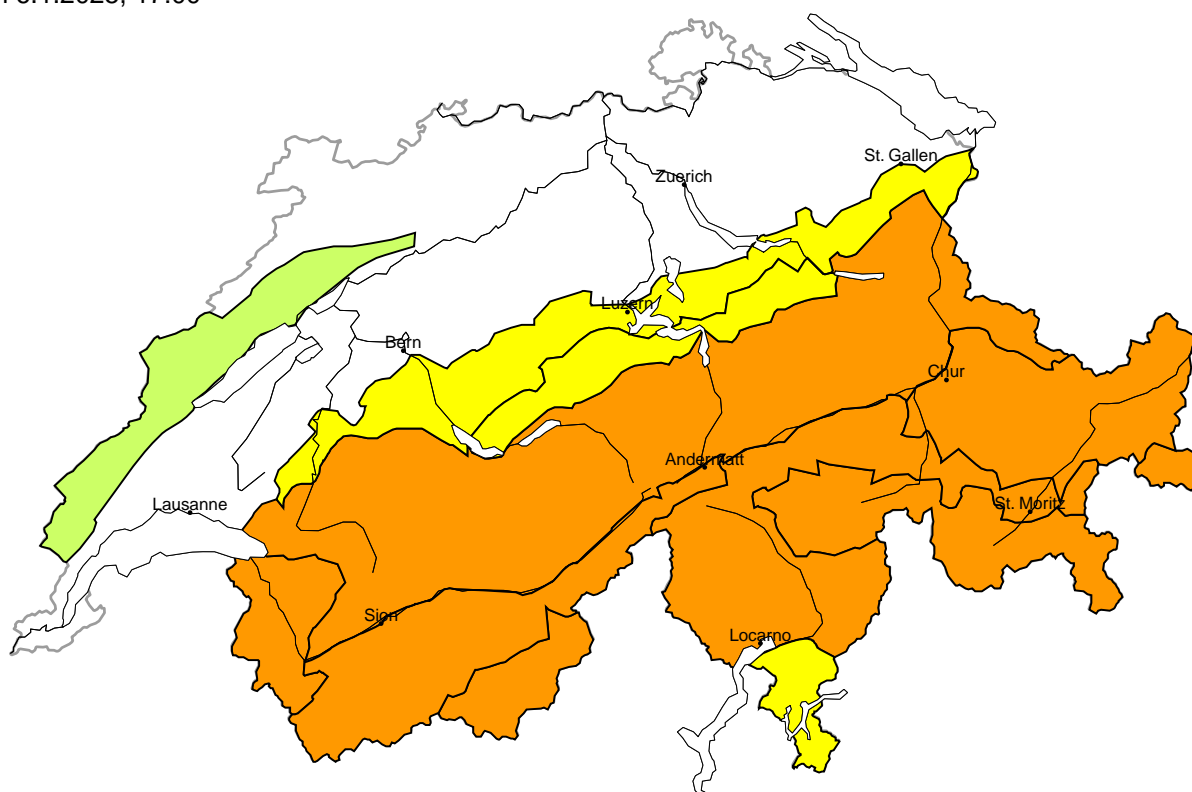 St. Gallen
Zuerich
Luzern
Bern
Chur
Andermatt
Lausanne
St. Moritz
Sion
Locarno